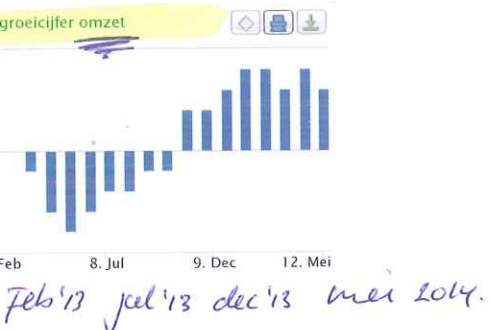 groeicijfer omzet
Feb 8. Jul 9. Dec 12. Mei
Feb '13 jul '13 dec '13 mei 2014.